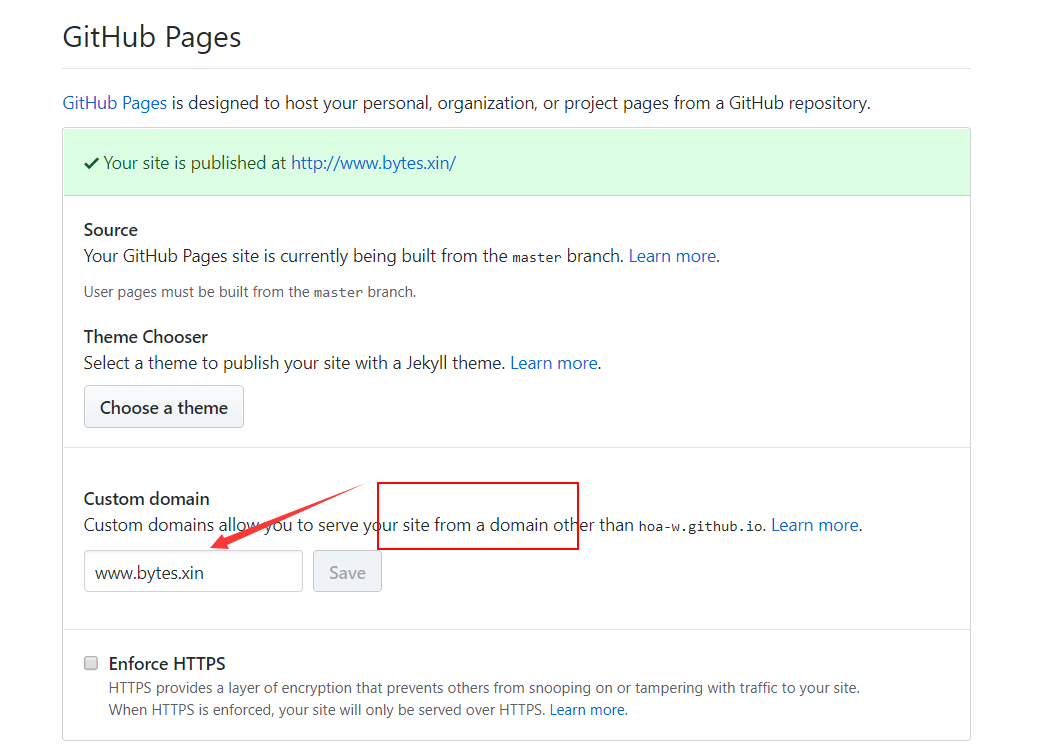 GitHub Pages
GitHub Pages is designed to host your personal, organization, or project pages from a GitHub repository.
Your site is published at http://www.bytes.xin/
Source
Your GitHub Pages site is currently being built from the master branch. Learn more.
User pages must be built from the master branch.
Theme Chooser
Select a theme to publish your site with a Jekyll theme. Learn more.
Choose a theme
Custom domain
Custom domains allow you to serve your site from a domain other than hoa-w.github.io. Learn more.
www.bytes.xin Save
Enforce HTTPS
HTTPS provides a layer of encryption that prevents others from snooping on or tampering with traffic to your site.
When HTTPS is enforced, your site will only be served over HTTPS. Learn more.